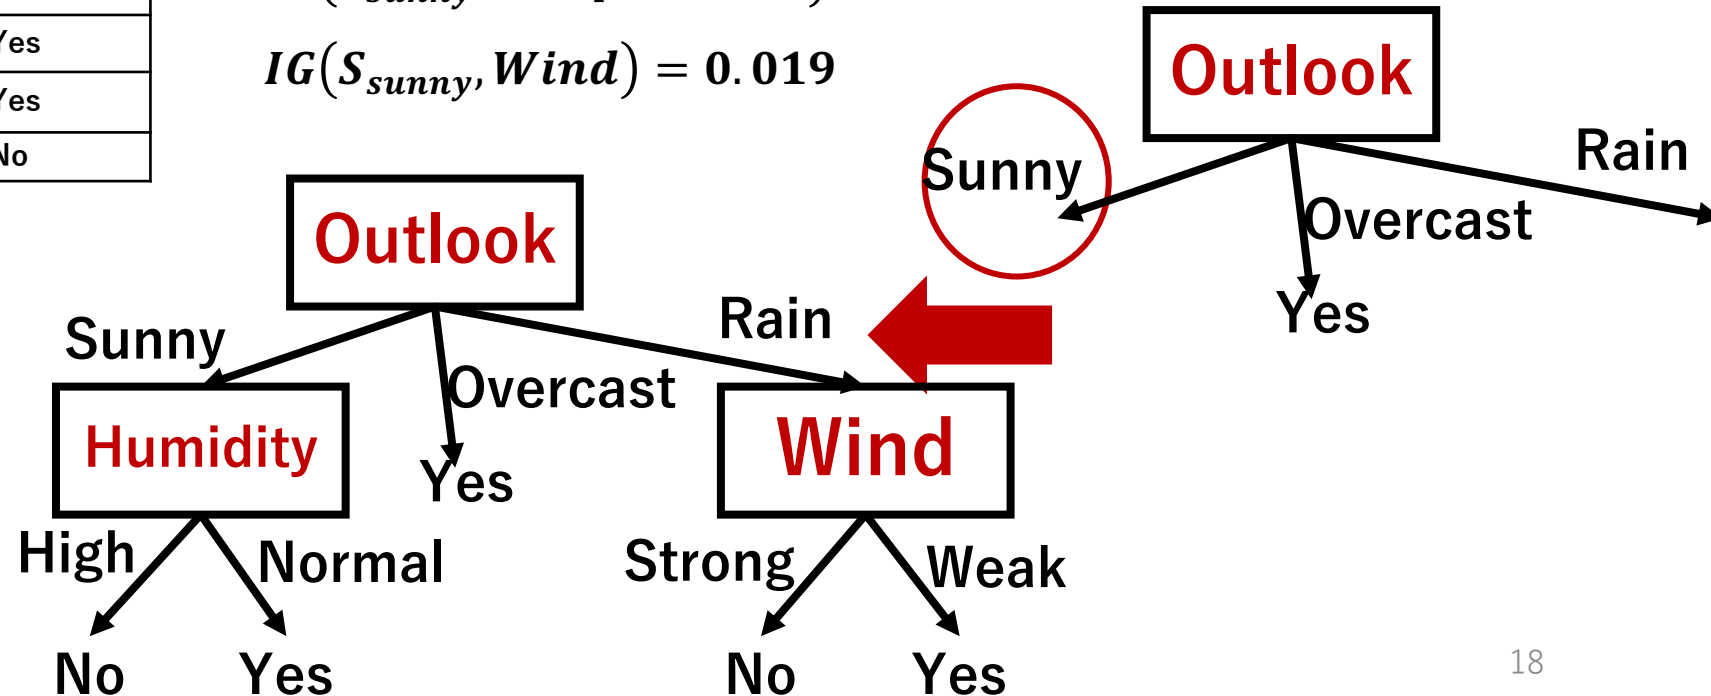 Yes
Yes
No
IG(S_sunny, Wind) = 0.019
Outlook
Sunny
Overcast
Rain
Yes
Outlook
Sunny
Overcast
Rain
Humidity
Yes
Wind
High
Normal
Strong
Weak
No
Yes
No
Yes
18